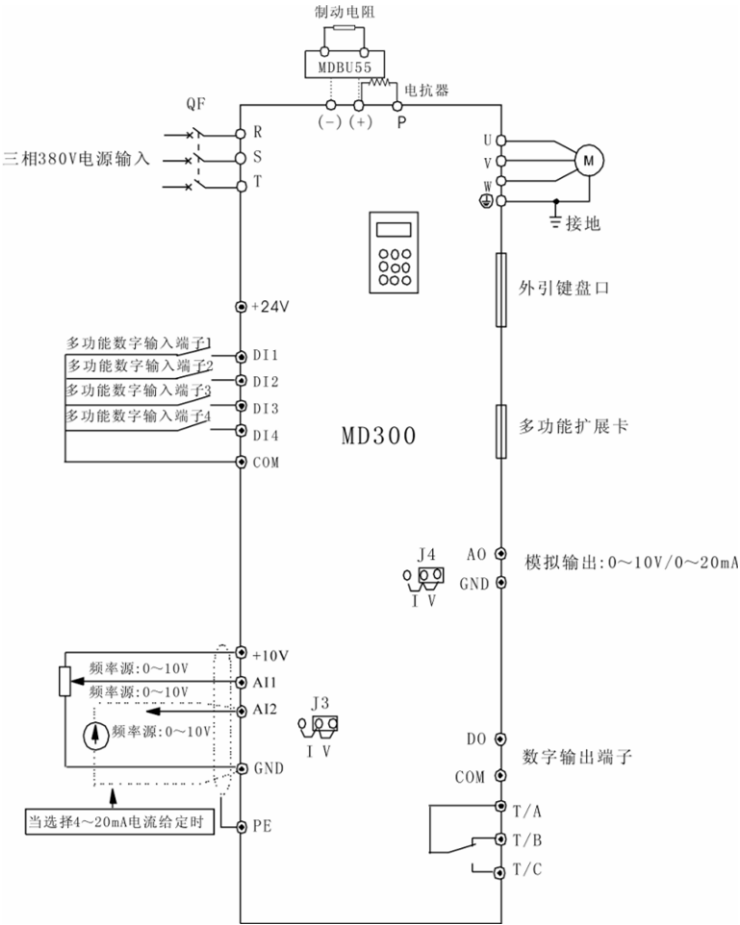 制动电阻
MDBU55
电抗器
(-) (+) P
QF
三相380V电源输入
R
S
T
U
V
W
M
接地
外引键盘口
+24V
多功能数字输入端子1
DI1
多功能数字输入端子2
DI2
多功能数字输入端子3
DI3
多功能数字输入端子4
DI4
COM
MD300
多功能扩展卡
J4
I V
AO
GND
模拟输出:0～10V/0～20mA
+10V
频率源:0～10V
AI1
频率源:0～10V
AI2
频率源:0～10V
GND
J3
I V
当选择4～20mA电流给定时
PE
DO
数字输出端子
COM
T/A
T/B
T/C